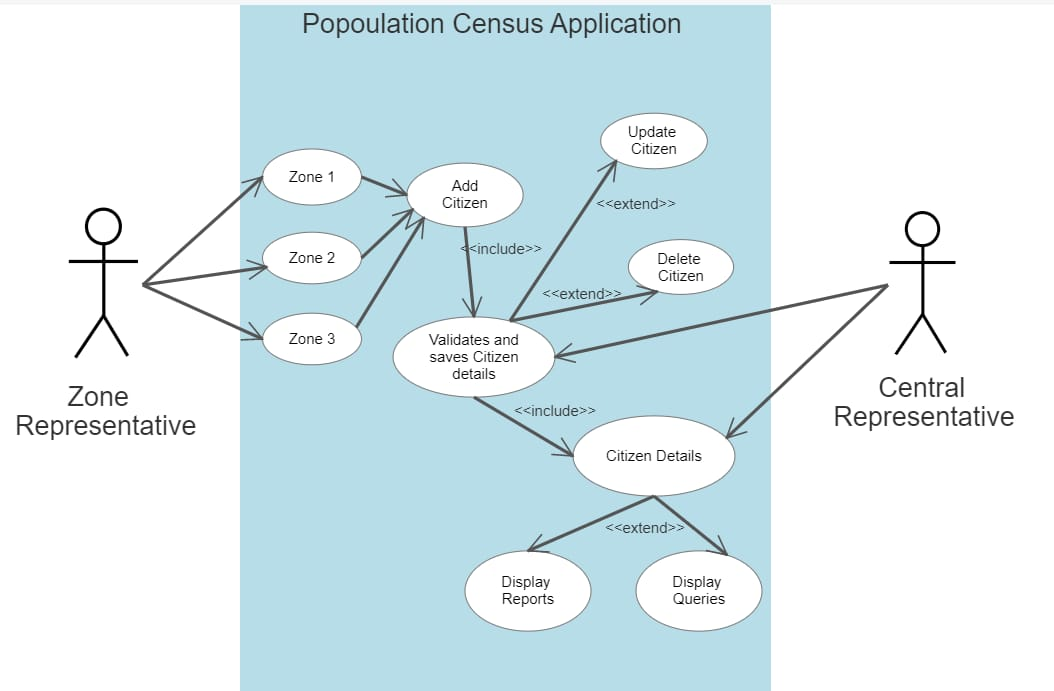 Popoulation Census Application
Update
Citizen
Zone 1
Add
Citizen
<<extend>>
<<include>>
Zone 2
Delete
Citizen
<<extend>>
Zone 3
Validates and
saves Citizen
details
Zone
Representative
Central
Representative
<<include>>
Citizen Details
<<extend>>
Display
Reports
Display
Queries